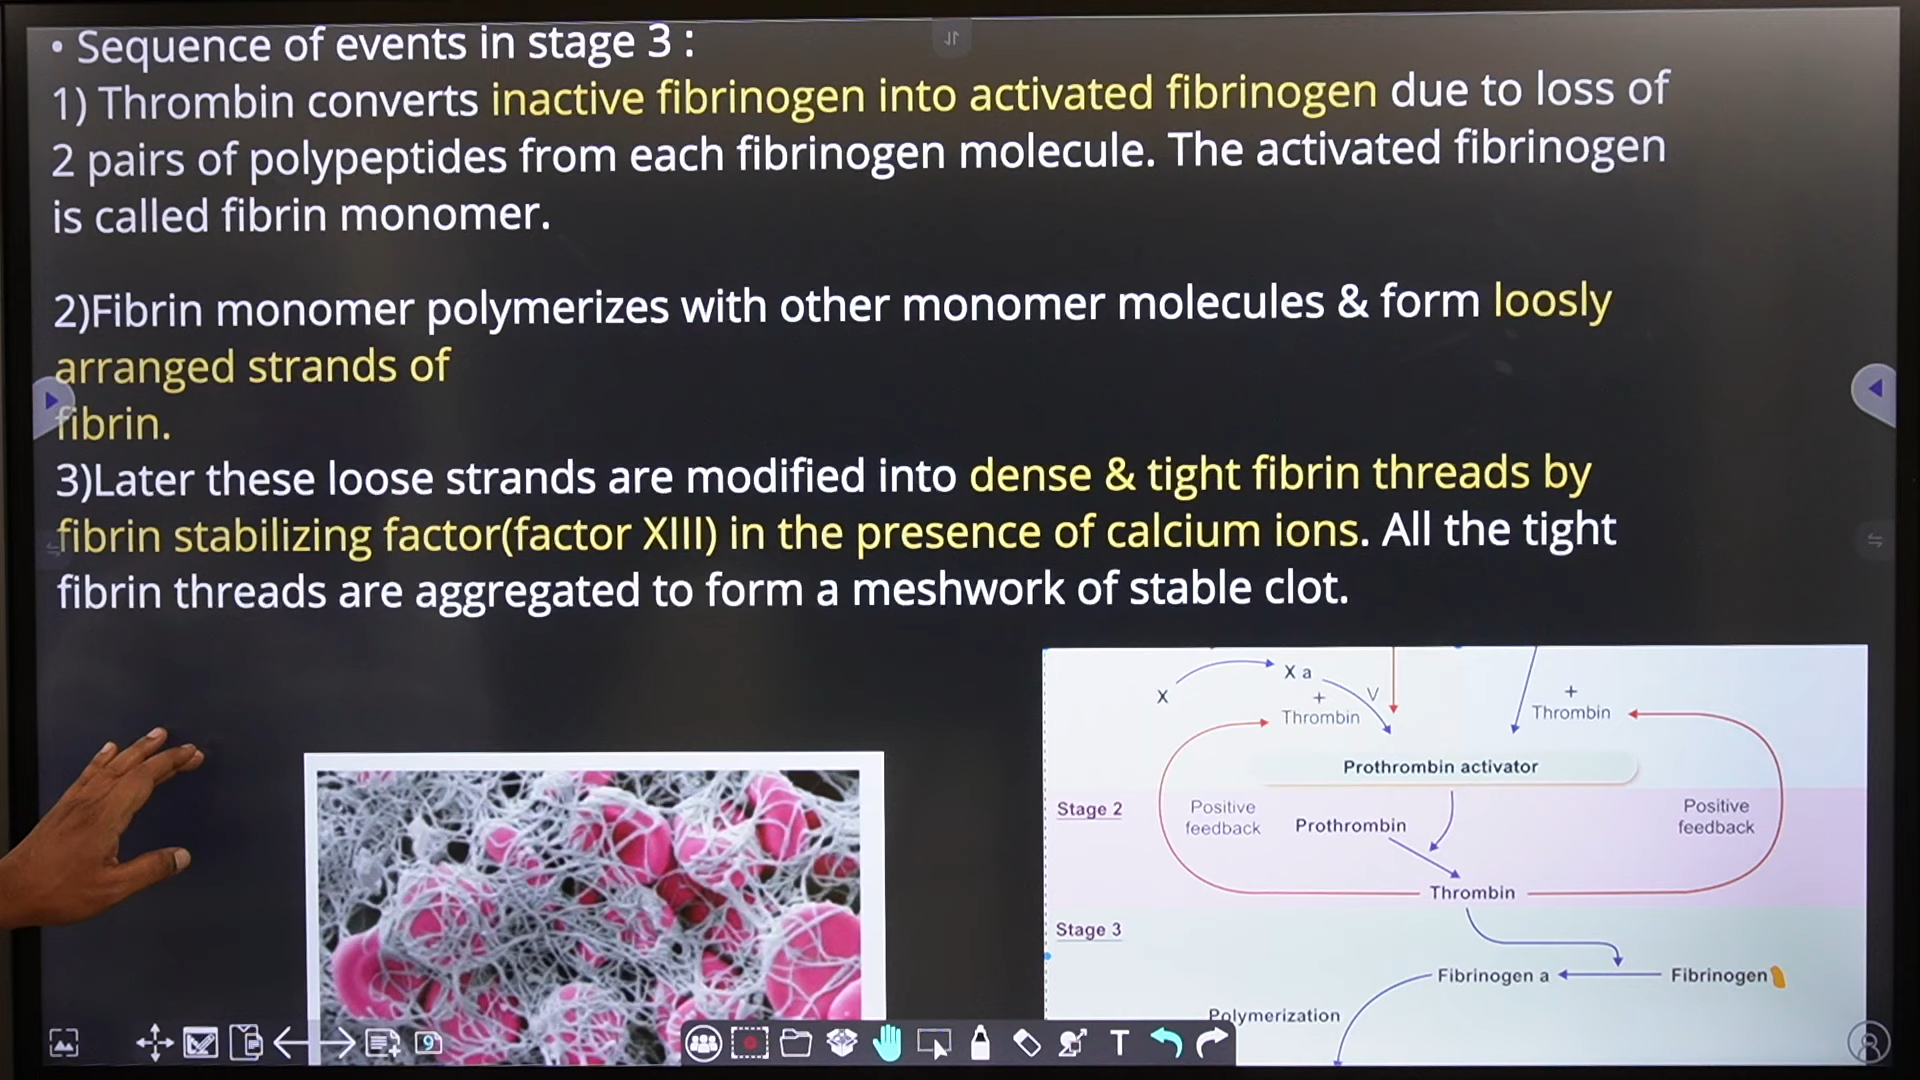 • Sequence of events in stage 3 :
1) Thrombin converts inactive fibrinogen into activated fibrinogen due to loss of
2 pairs of polypeptides from each fibrinogen molecule. The activated fibrinogen
is called fibrin monomer.
2)Fibrin monomer polymerizes with other monomer molecules & form loosly
arranged strands of
fibrin.
3)Later these loose strands are modified into dense & tight fibrin threads by
fibrin stabilizing factor(factor XIII) in the presence of calcium ions. All the tight
fibrin threads are aggregated to form a meshwork of stable clot.
X
X a
+
Thrombin
V
+
Thrombin
Prothrombin activator
Stage 2
Positive
feedback
Prothrombin
Positive
feedback
Thrombin
Stage 3
Fibrinogen a
Fibrinogen
Polymerization
9
T